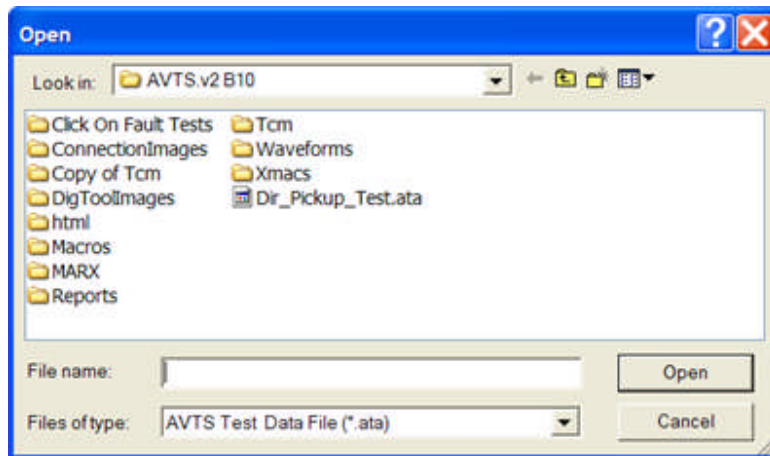 Open
Look in: AVTS.v2 B10
Click On Fault Tests
ConnectionImages
Copy of Tcm
DigToolImages
html
Macros
MARX
Reports
Tcm
Waveforms
Xmacs
Dir_Pickup_Test.ata
File name:
Open
Files of type: AVTS Test Data File (*.ata)
Cancel